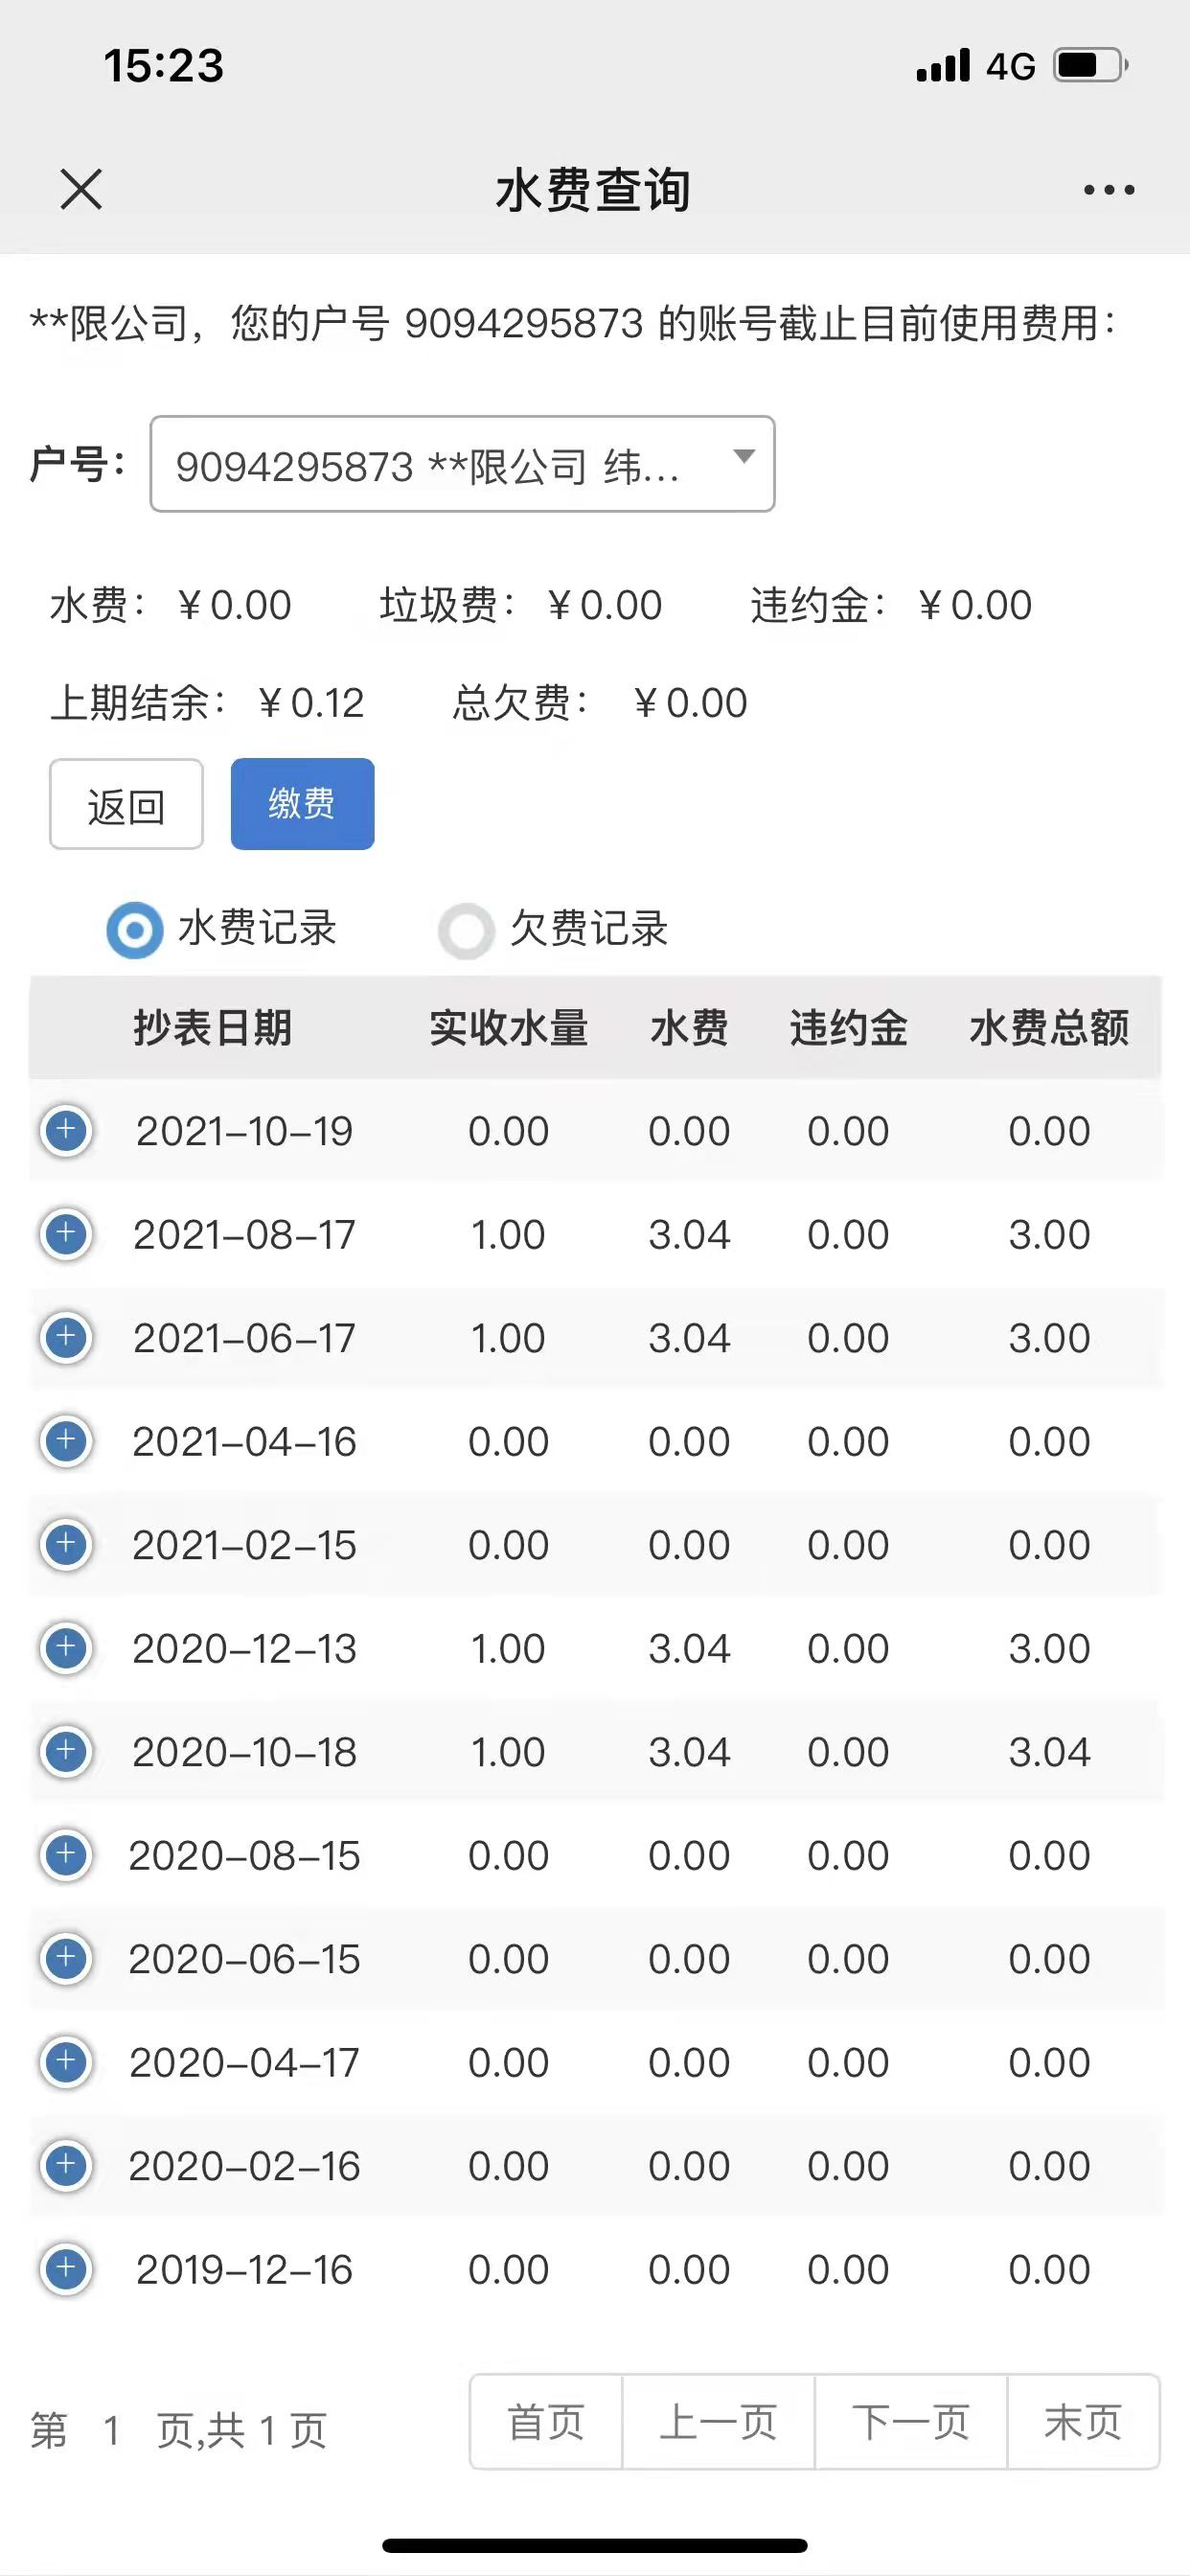 15:23 4G
水费查询
**限公司，您的户号 9094295873 的账号截止目前使用费用：
户号： 9094295873 **限公司 纬...
水费： ￥0.00 垃圾费： ￥0.00 违约金： ￥0.00
上期结余： ￥0.12 总欠费： ￥0.00
返回 缴费
水费记录 欠费记录
抄表日期 实收水量 水费 违约金 水费总额
2021-10-19 0.00 0.00 0.00 0.00
2021-08-17 1.00 3.04 0.00 3.00
2021-06-17 1.00 3.04 0.00 3.00
2021-04-16 0.00 0.00 0.00 0.00
2021-02-15 0.00 0.00 0.00 0.00
2020-12-13 1.00 3.04 0.00 3.00
2020-10-18 1.00 3.04 0.00 3.04
2020-08-15 0.00 0.00 0.00 0.00
2020-06-15 0.00 0.00 0.00 0.00
2020-04-17 0.00 0.00 0.00 0.00
2020-02-16 0.00 0.00 0.00 0.00
2019-12-16 0.00 0.00 0.00 0.00
第 1 页,共 1 页 首页 上一页 下一页 末页